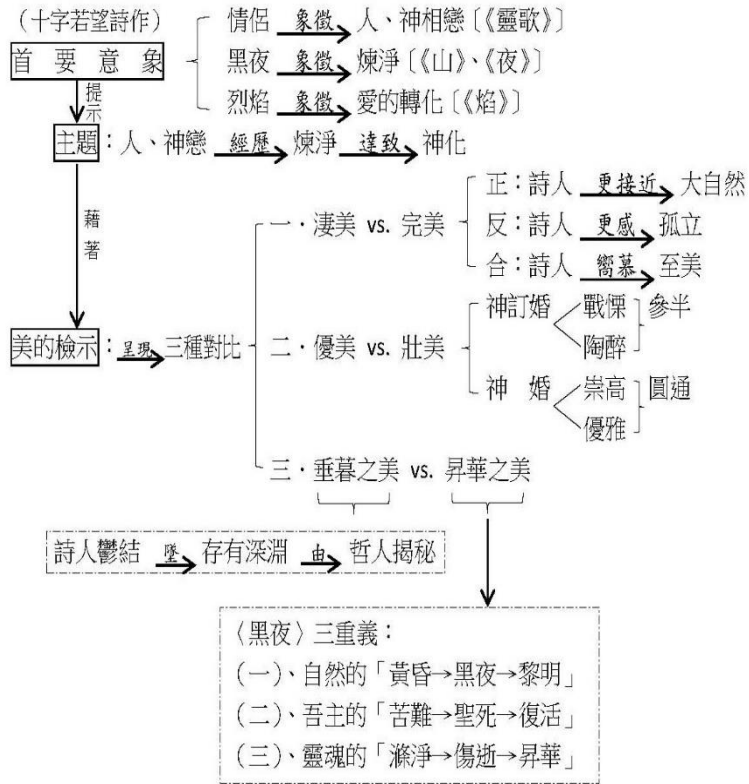 (十字若望詩作)
首要意象
情侶 象徵 人、神相戀〔《靈歌》〕
黑夜 象徵 煉淨〔《山》、《夜》〕
烈焰 象徵 愛的轉化〔《焰》〕
提示
主題：人、神戀 經歷 煉淨 達致 神化
藉著
美的檢示：呈現 三種對比
一・淒美 vs. 完美
正：詩人 更接近 大自然
反：詩人 更感 孤立
合：詩人 嚮慕 至美
二・優美 vs. 壯美
神訂婚 戰慄 陶醉 參半
神婚 崇高 優雅 圓通
三・垂暮之美 vs. 昇華之美
詩人鬱結 墜 存有深淵 由 哲人揭秘
〈黑夜〉三重義：
(一)、自然的「黃昏→黑夜→黎明」
(二)、吾主的「苦難→聖死→復活」
(三)、靈魂的「滌淨→傷逝→昇華」